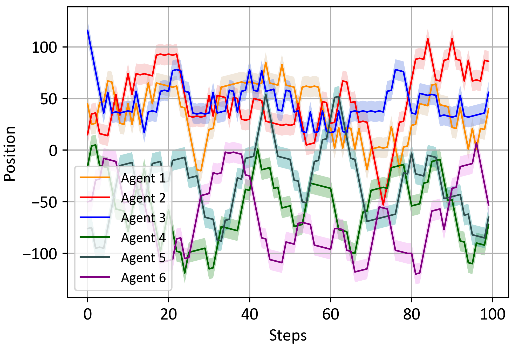 100
50
0
−50
−100
Position
Agent 1
Agent 2
Agent 3
Agent 4
Agent 5
Agent 6
0 20 40 60 80 100
Steps